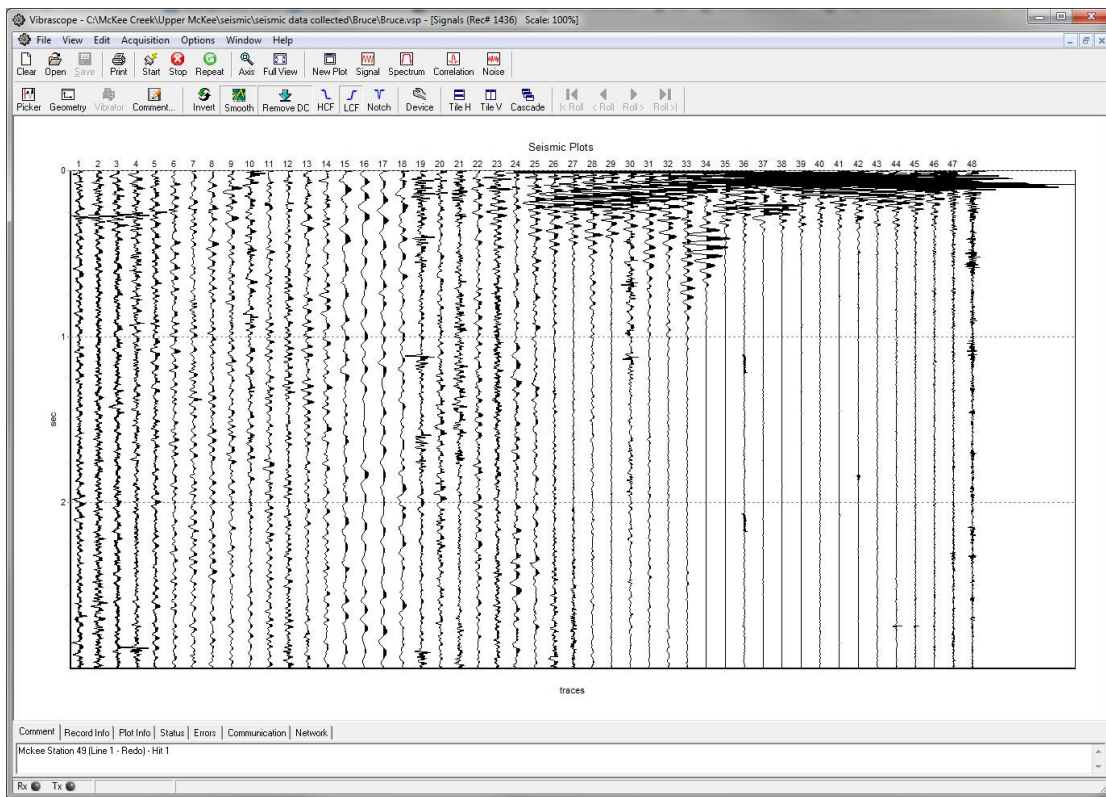 Vibrascope - C:\McKee Creek\Upper McKee\seismic\seismic data collected\Bruce\Bruce.vsp - [Signals (Rec# 1436)  Scale: 100%]
File View Edit Acquisition Options Window Help
Clear Open Save Print Start Stop Repeat Axis Full View New Plot Signal Spectrum Correlation Noise
Picker Geometry Vibrator Comment... Invert Smooth Remove DC HCF LCF Notch Device Tile H Tile V Cascade |< Roll < Roll Roll > Roll >|
Seismic Plots
1 2 3 4 5 6 7 8 9 10 11 12 13 14 15 16 17 18 19 20 21 22 23 24 25 26 27 28 29 30 31 32 33 34 35 36 37 38 39 40 41 42 43 44 45 46 47 48
0
1
sec
2
traces
Comment Record Info Plot Info Status Errors Communication Network
Mckee Station 49 (Line 1 - Redo) - Hit 1
Rx Tx